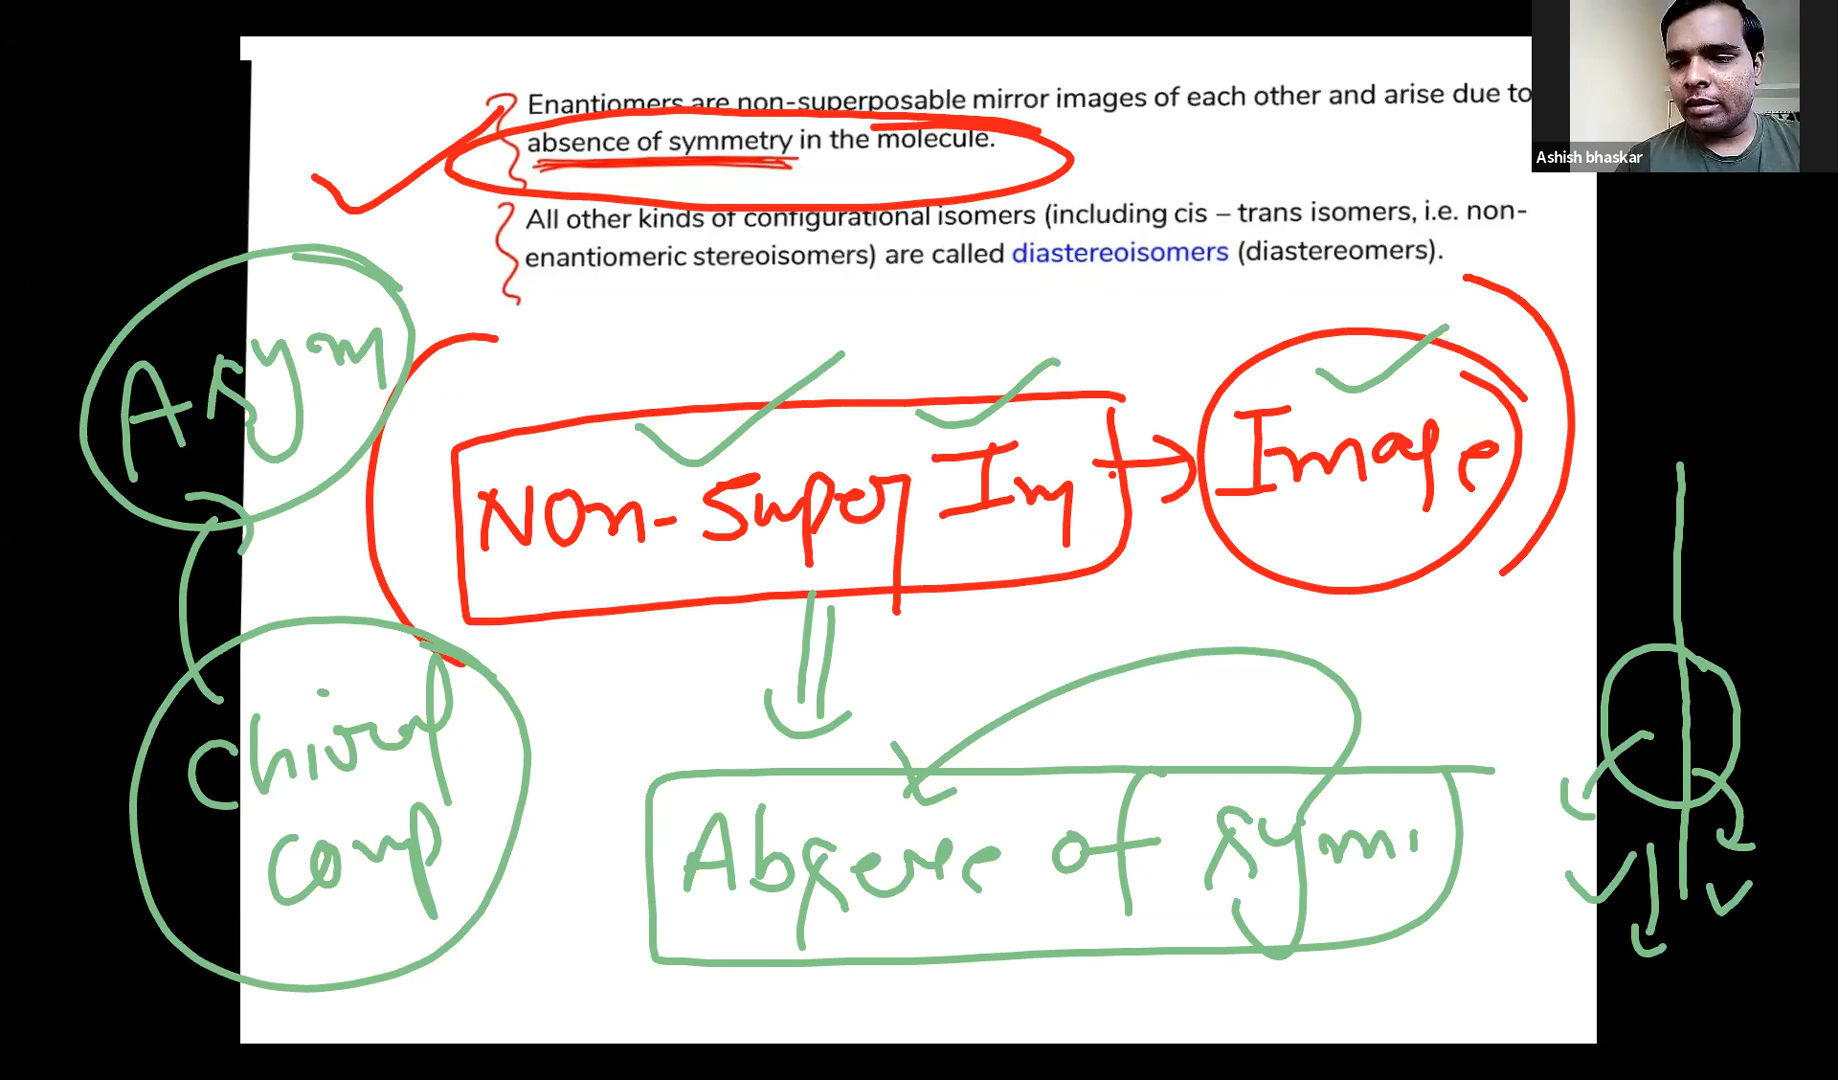 Enantiomers are non-superposable mirror images of each other and arise due to
absence of symmetry in the molecule.
Ashish bhaskar
All other kinds of configurational isomers (including cis – trans isomers, i.e. non-
enantiomeric stereoisomers) are called diastereoisomers (diastereomers).
Asym
Non-Super Im Image
Chiral
comp
Absence of sym.